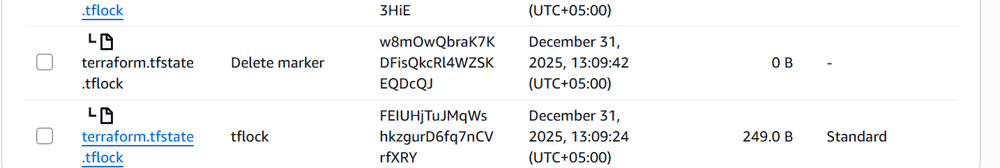 .tflock 3HiE (UTC+05:00)
w8mOwQbraK7K December 31,
terraform.tfstate Delete marker DFisQkcRl4WZSK 2025, 13:09:42 0 B -
.tflock EQDcQJ (UTC+05:00)
FEIUHjTuJMqWs December 31,
terraform.tfstate tflock hkzgurD6fq7nCV 2025, 13:09:24 249.0 B Standard
.tflock rfXRY (UTC+05:00)